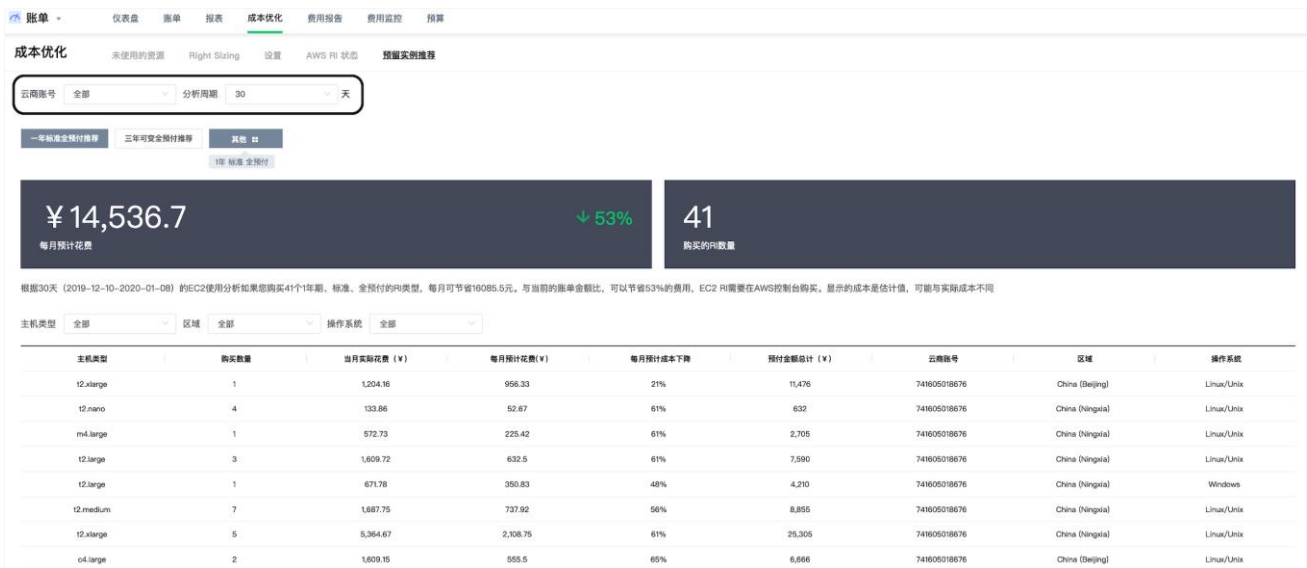 账单 仪表盘 账单 报表 成本优化 费用报告 费用监控 预算
成本优化 未使用的资源 Right Sizing 设置 AWS RI 状态 预留实例推荐
云商账号 全部 分析周期 30 天
一年标准全预付推荐 三年可变全预付推荐 其他
1年 标准 全预付
¥14,536.7 53% 41
每月预计花费 购买的RI数量
根据30天（2019-12-10-2020-01-08）的EC2使用分析如果您购买41个1年期、标准、全预付的RI类型，每月可节省16085.5元。与当前的账单金额比，可以节省53%的费用，EC2 RI需要在AWS控制台购买。显示的成本是估计值，可能与实际成本不同
主机类型 全部 区域 全部 操作系统 全部
主机类型 购买数量 当月实际花费（¥） 每月预计花费(¥) 每月预计成本下降 预付金额总计（¥） 云商账号 区域 操作系统
t2.xlarge 1 1,204.16 956.33 21% 11,476 741605018676 China (Beijing) Linux/Unix
t2.nano 4 133.86 52.67 61% 632 741605018676 China (Ningxia) Linux/Unix
m4.large 1 572.73 225.42 61% 2,705 741605018676 China (Ningxia) Linux/Unix
t2.large 3 1,609.72 632.5 61% 7,590 741605018676 China (Ningxia) Linux/Unix
t2.large 1 671.78 350.83 48% 4,210 741605018676 China (Ningxia) Windows
t2.medium 7 1,687.75 737.92 56% 8,855 741605018676 China (Ningxia) Linux/Unix
t2.xlarge 5 5,364.67 2,108.75 61% 25,305 741605018676 China (Ningxia) Linux/Unix
c4.large 2 1,609.15 555.5 65% 6,666 741605018676 China (Beijing) Linux/Unix